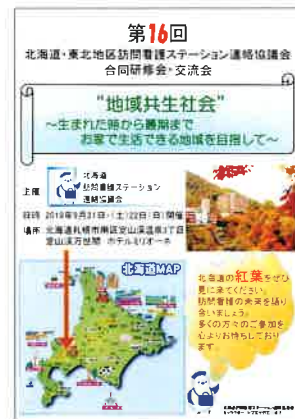 第16回
北海道・東北地区訪問看護ステーション連絡協議会
合同研修会・交流会
“地域共生社会”
～生まれた時から最期まで
お家で生活できる地域を目指して～
主催
北海道
訪問看護ステーション
連絡協議会
日時 2019年9月21日・(土)22日(日)開催
場所 北海道札幌市南区定山渓温泉3丁目
定山渓万世閣 ホテルミリオーネ
北海道MAP
北海道の紅葉をぜひ
見に来てください。
訪問看護の未来を語り
合いましょう。
多くの方々のご参加を
心よりお待ちしており
ます。